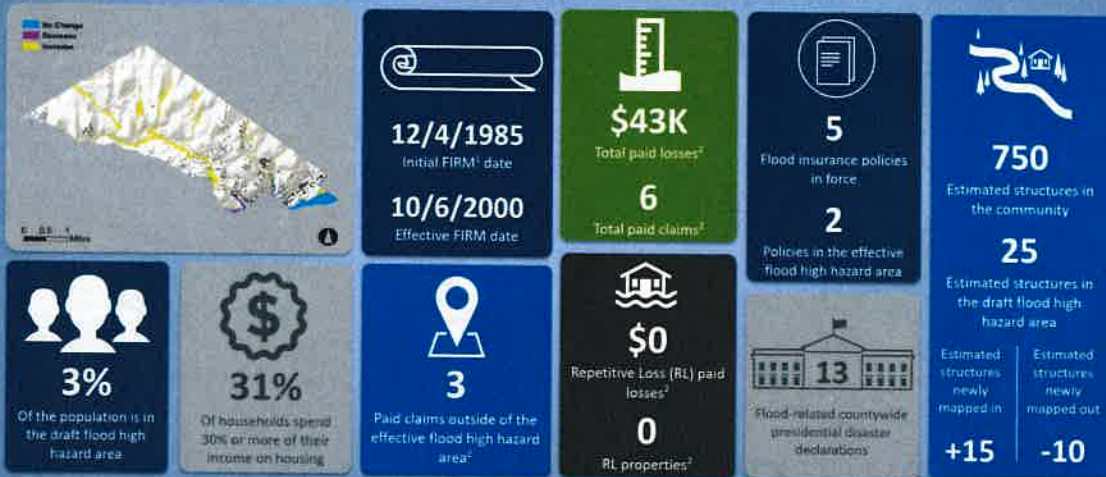 No Change
Decrease
Increase
0 0.5 1
Miles
12/4/1985
Initial FIRM¹ date
10/6/2000
Effective FIRM date
$43K
Total paid losses²
6
Total paid claims²
5
Flood insurance policies
in force
2
Policies in the effective
flood high hazard area
750
Estimated structures in
the community
25
Estimated structures in
the draft flood high
hazard area
Estimated
structures
newly
mapped in
+15
Estimated
structures
newly
mapped out
-10
3%
Of the population is in
the draft flood high
hazard area
$
31%
Of households spend
30% or more of their
income on housing
3
Paid claims outside of the
effective flood high hazard
area²
$0
Repetitive Loss (RL) paid
losses²
0
RL properties²
13
Flood-related countywide
presidential disaster
declarations